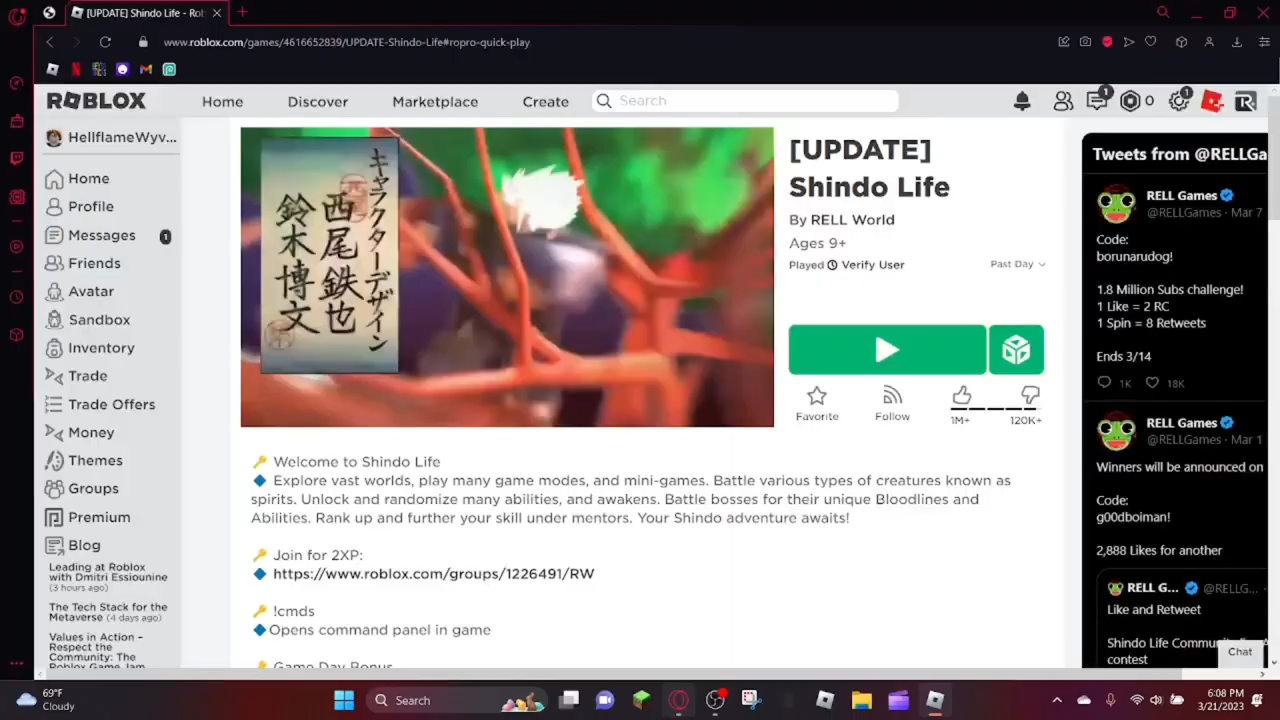 [UPDATE] Shindo Life - Rob
www.roblox.com/games/4616652839/UPDATE-Shindo-Life#ropro-quick-play
ROBLOX
Home
Discover
Marketplace
Create
Search
1
0
1
HellflameWyv...
Home
Profile
Messages
1
Friends
Avatar
Sandbox
Inventory
Trade
Trade Offers
Money
Themes
Groups
Premium
Blog
Leading at Roblox
with Dmitri Essiounine
(3 hours ago)
The Tech Stack for the
Metaverse (4 days ago)
Values in Action –
Respect the
Community: The
Roblox Game Jam
キャラクターデザイン
西尾鉄也
鈴木博文
[UPDATE]
Shindo Life
By RELL World
Ages 9+
Played Verify User
Past Day
Favorite
Follow
1M+
120K+
Welcome to Shindo Life
Explore vast worlds, play many game modes, and mini-games. Battle various types of creatures known as
spirits. Unlock and randomize many abilities, and awakens. Battle bosses for their unique Bloodlines and
Abilities. Rank up and further your skill under mentors. Your Shindo adventure awaits!
Join for 2XP:
https://www.roblox.com/groups/1226491/RW
!cmds
Opens command panel in game
Game Day Bonus
Tweets from @RELLGa
RELL Games
@RELLGames · Mar 7
Code:
borunarudog!
1.8 Million Subs challenge!
1 Like = 2 RC
1 Spin = 8 Retweets
Ends 3/14
1K
18K
RELL Games
@RELLGames · Mar 1
Winners will be announced on
Code:
g00dboiman!
2,888 Likes for another
RELL G... @RELLG...
Like and Retweet
Shindo Life Commun
contest
Chat
69°F
Cloudy
Search
6:08 PM
3/21/2023